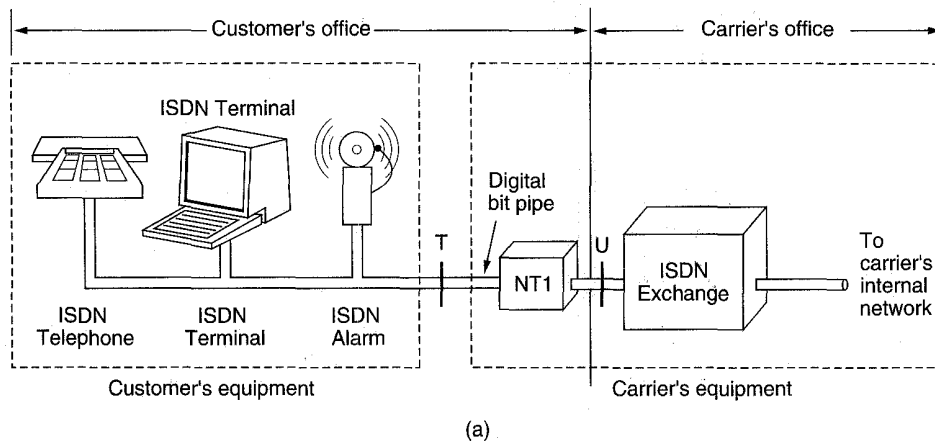 Customer's office
Carrier's office
ISDN Terminal
Digital
bit pipe
T
U
NT1
ISDN
Exchange
To
carrier's
internal
network
ISDN
Telephone
ISDN
Terminal
ISDN
Alarm
Customer's equipment
Carrier's equipment
(a)